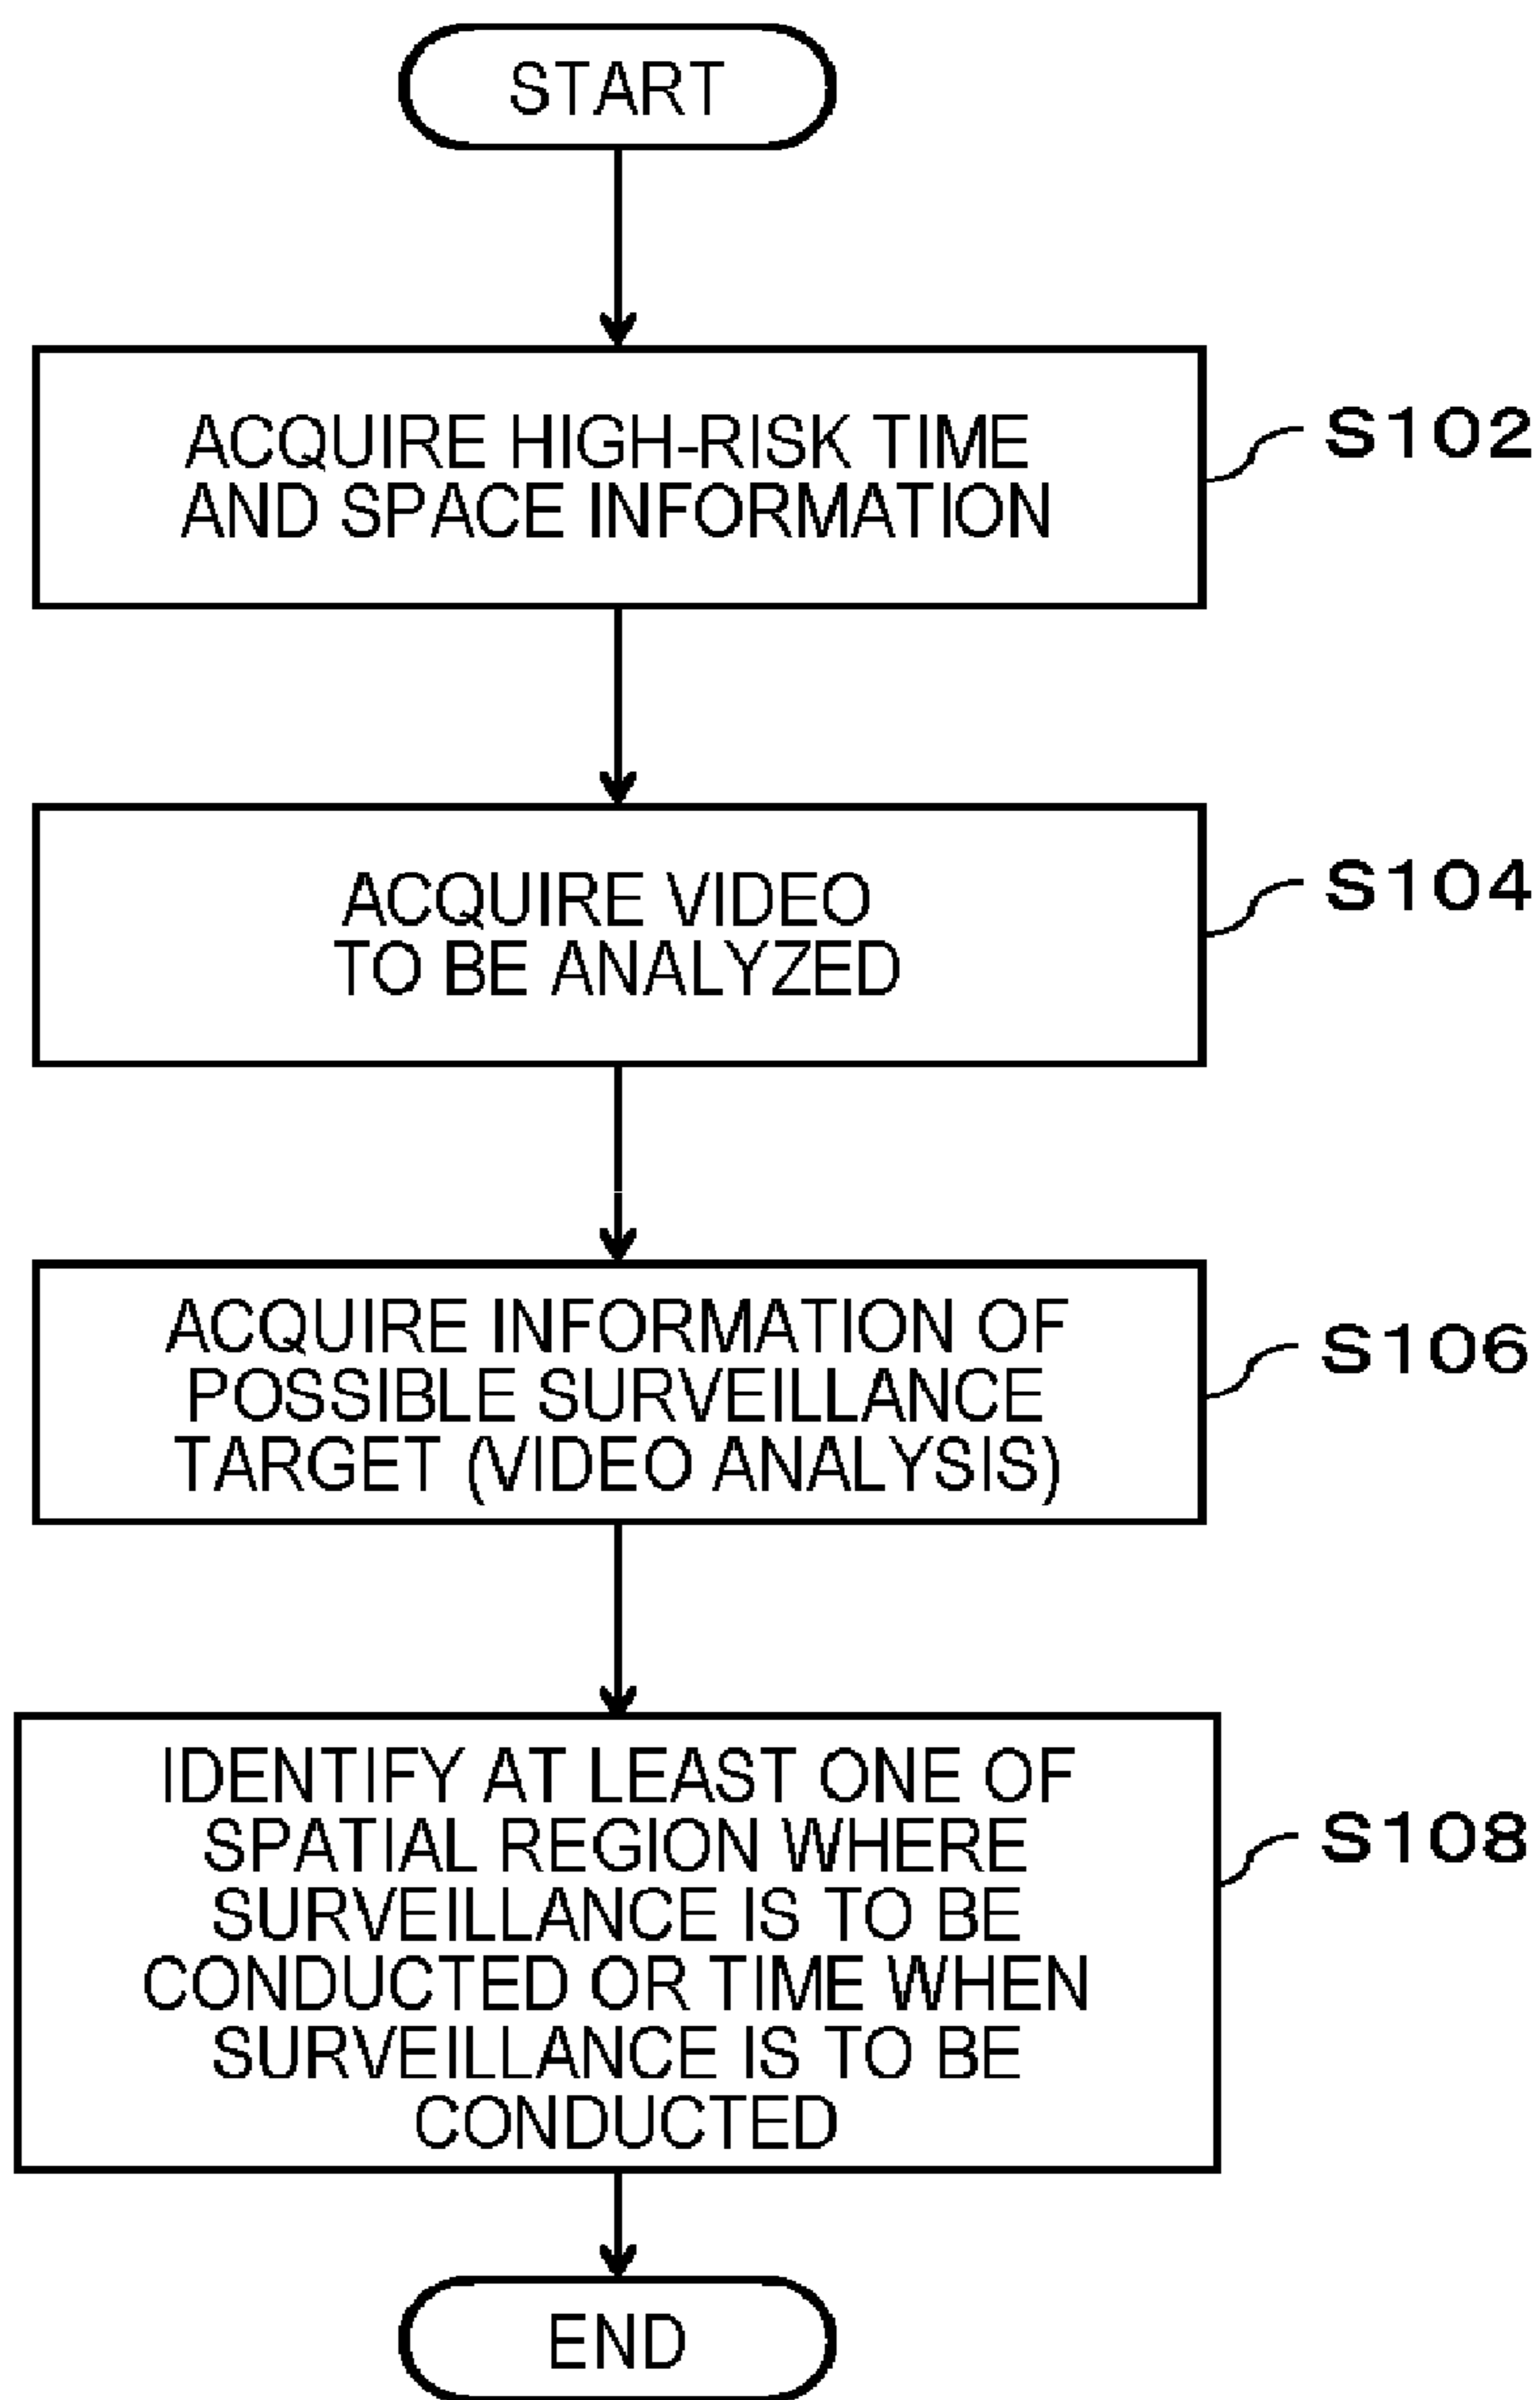 START
ACQUIRE HIGH-RISK TIME
AND SPACE INFORMATION
S102
ACQUIRE VIDEO
TO BE ANALYZED
S104
ACQUIRE INFORMATION OF
POSSIBLE SURVEILLANCE
TARGET (VIDEO ANALYSIS)
S106
IDENTIFY AT LEAST ONE OF
SPATIAL REGION WHERE
SURVEILLANCE IS TO BE
CONDUCTED OR TIME WHEN
SURVEILLANCE IS TO BE
CONDUCTED
S108
END